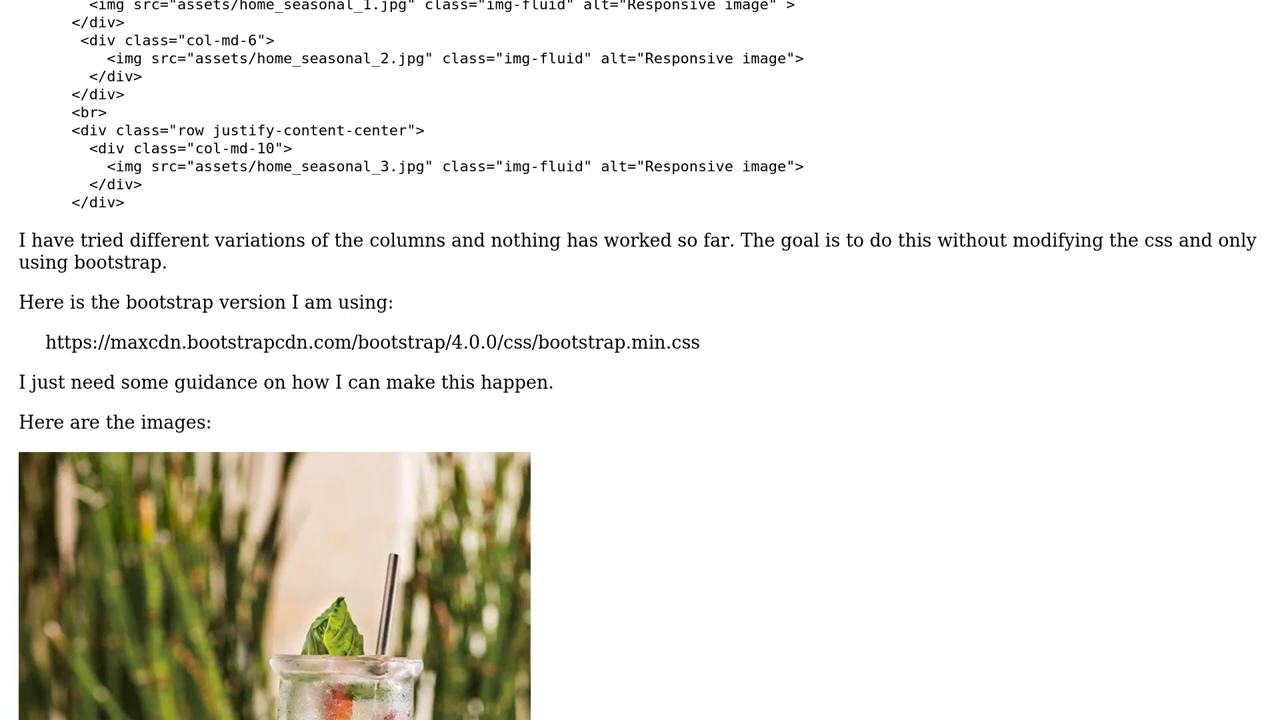 <img src="assets/home_seasonal_1.jpg" class="img-fluid" alt="Responsive image" >
</div>
<div class="col-md-6">
<img src="assets/home_seasonal_2.jpg" class="img-fluid" alt="Responsive image">
</div>
</div>
<br>
<div class="row justify-content-center">
<div class="col-md-10">
<img src="assets/home_seasonal_3.jpg" class="img-fluid" alt="Responsive image">
</div>
</div>
I have tried different variations of the columns and nothing has worked so far. The goal is to do this without modifying the css and only
using bootstrap.
Here is the bootstrap version I am using:
https://maxcdn.bootstrapcdn.com/bootstrap/4.0.0/css/bootstrap.min.css
I just need some guidance on how I can make this happen.
Here are the images: